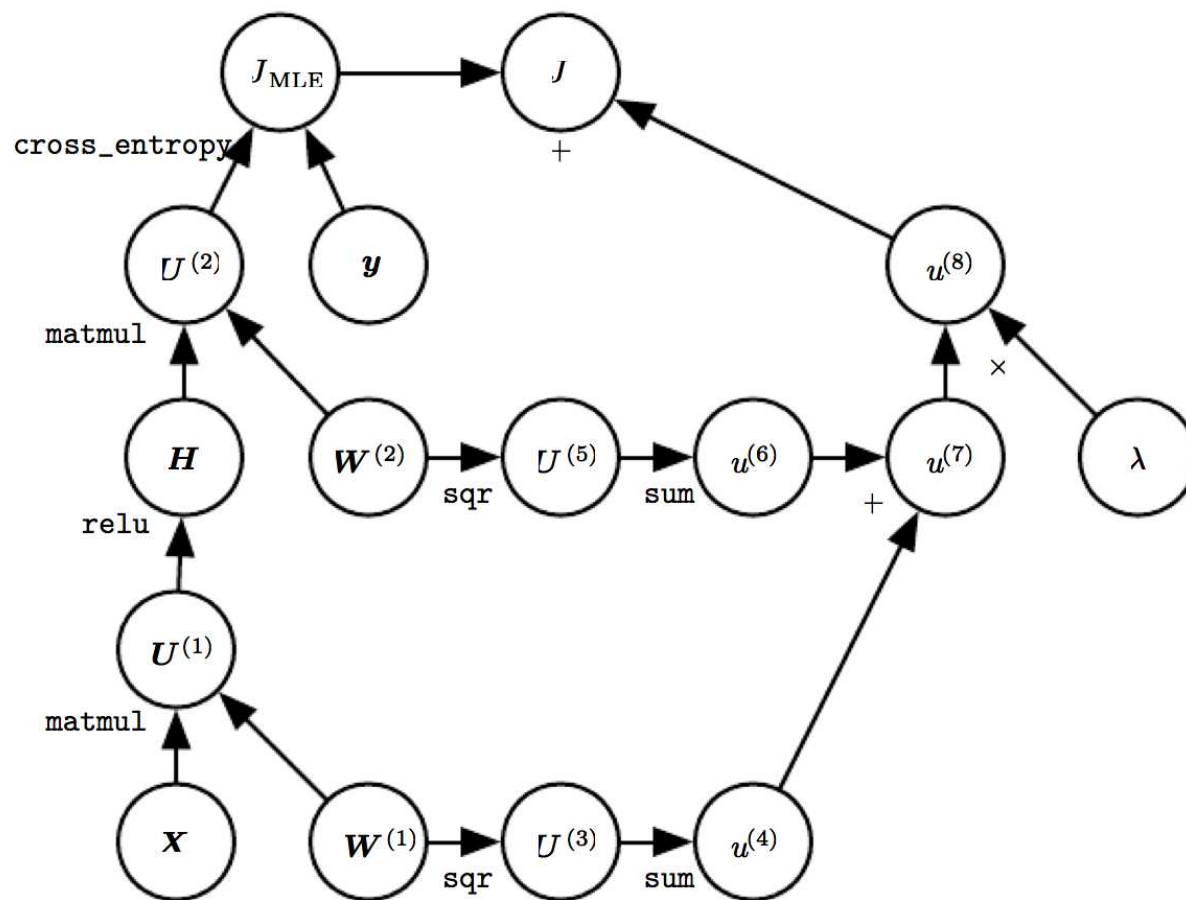 J_MLE J
cross_entropy
+
U^(2) y u^(8)
matmul
×
H W^(2) U^(5) u^(6) u^(7) λ
sqr sum +
relu
U^(1)
matmul
X W^(1) U^(3) u^(4)
sqr sum